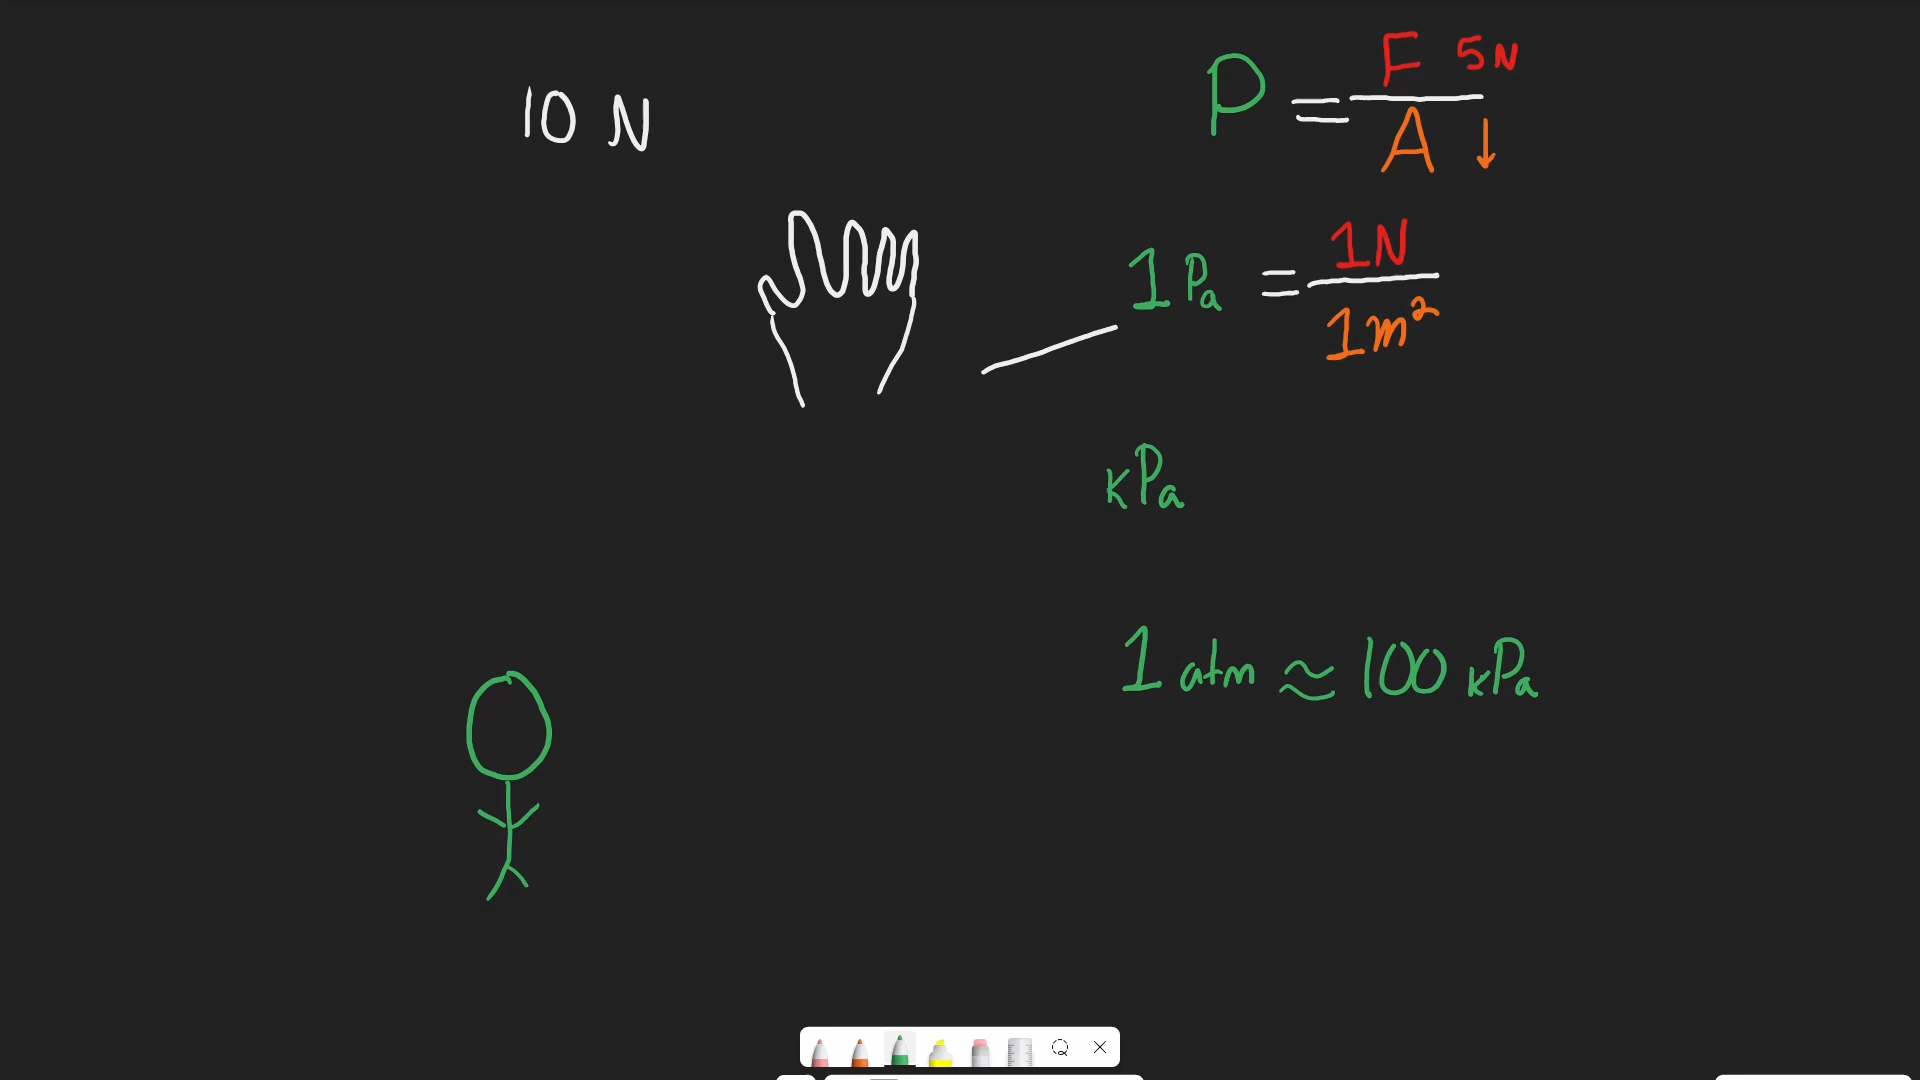 10 N
P = F 5N
A ↓
1 Pa = 1N
1m²
kPa
1 atm ≈ 100 kPa